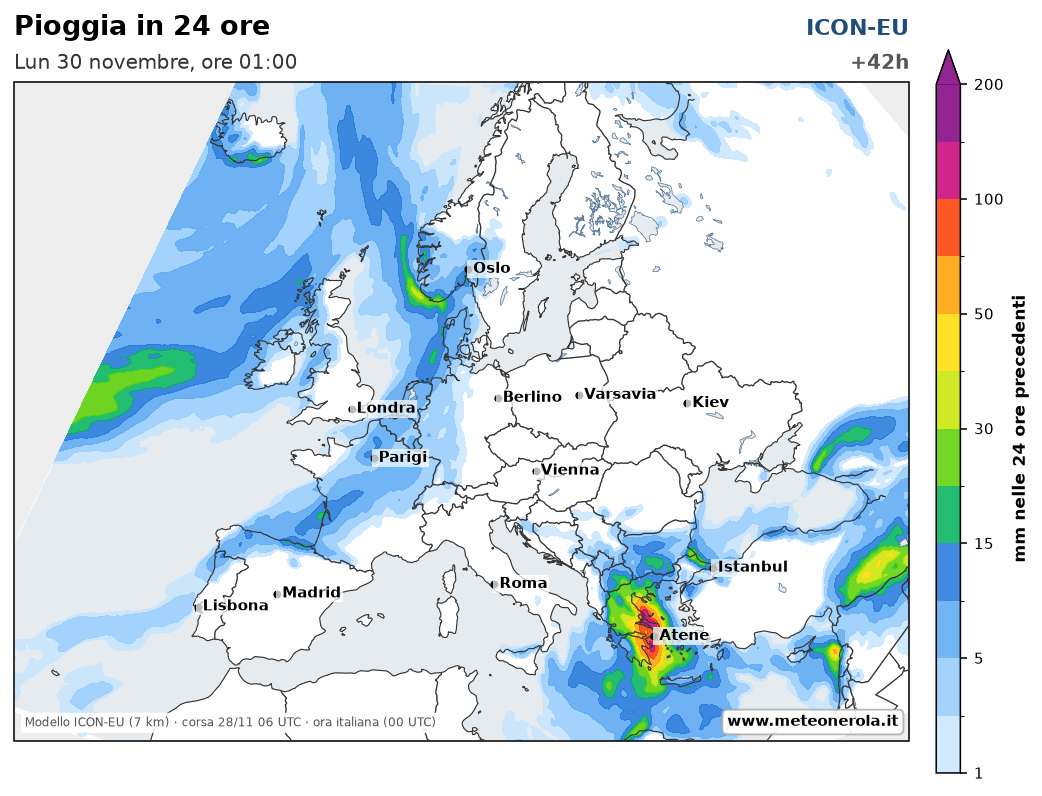 Pioggia in 24 ore
ICON-EU
Lun 30 novembre, ore 01:00
+42h
200
100
50
30
15
5
1
mm nelle 24 ore precedenti
Oslo
Berlino
Varsavia
Kiev
Londra
Parigi
Vienna
Istanbul
Roma
Madrid
Lisbona
Atene
Modello ICON-EU (7 km) · corsa 28/11 06 UTC · ora italiana (00 UTC)
www.meteonerola.it